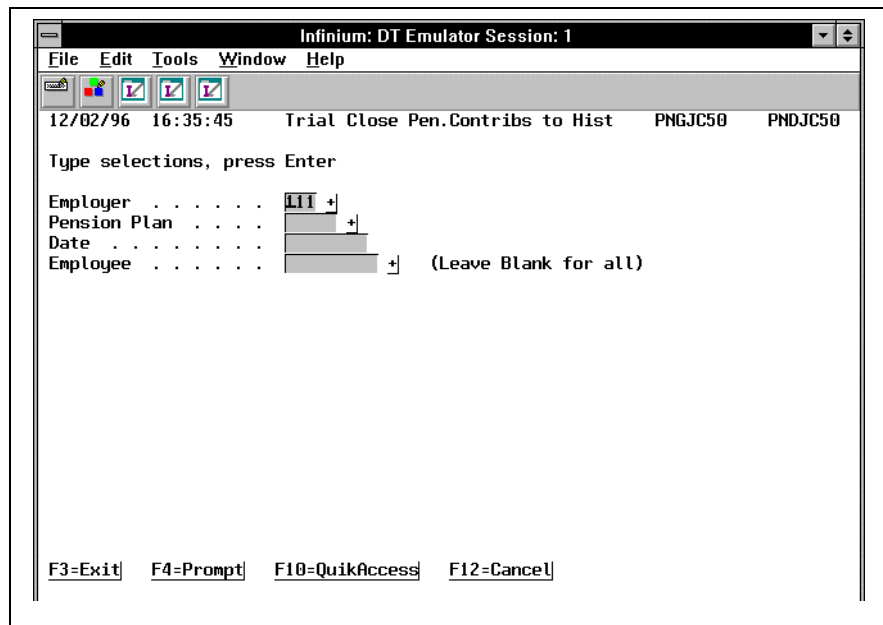 Infinium: DT Emulator Session: 1
File Edit Tools Window Help
12/02/96 16:35:45 Trial Close Pen.Contribs to Hist PNGJC50 PNDJC50
Type selections, press Enter
Employer . . . . . . 111 +
Pension Plan . . . . +
Date . . . . . . . .
Employee . . . . . . + (Leave Blank for all)
F3=Exit F4=Prompt F10=QuikAccess F12=Cancel